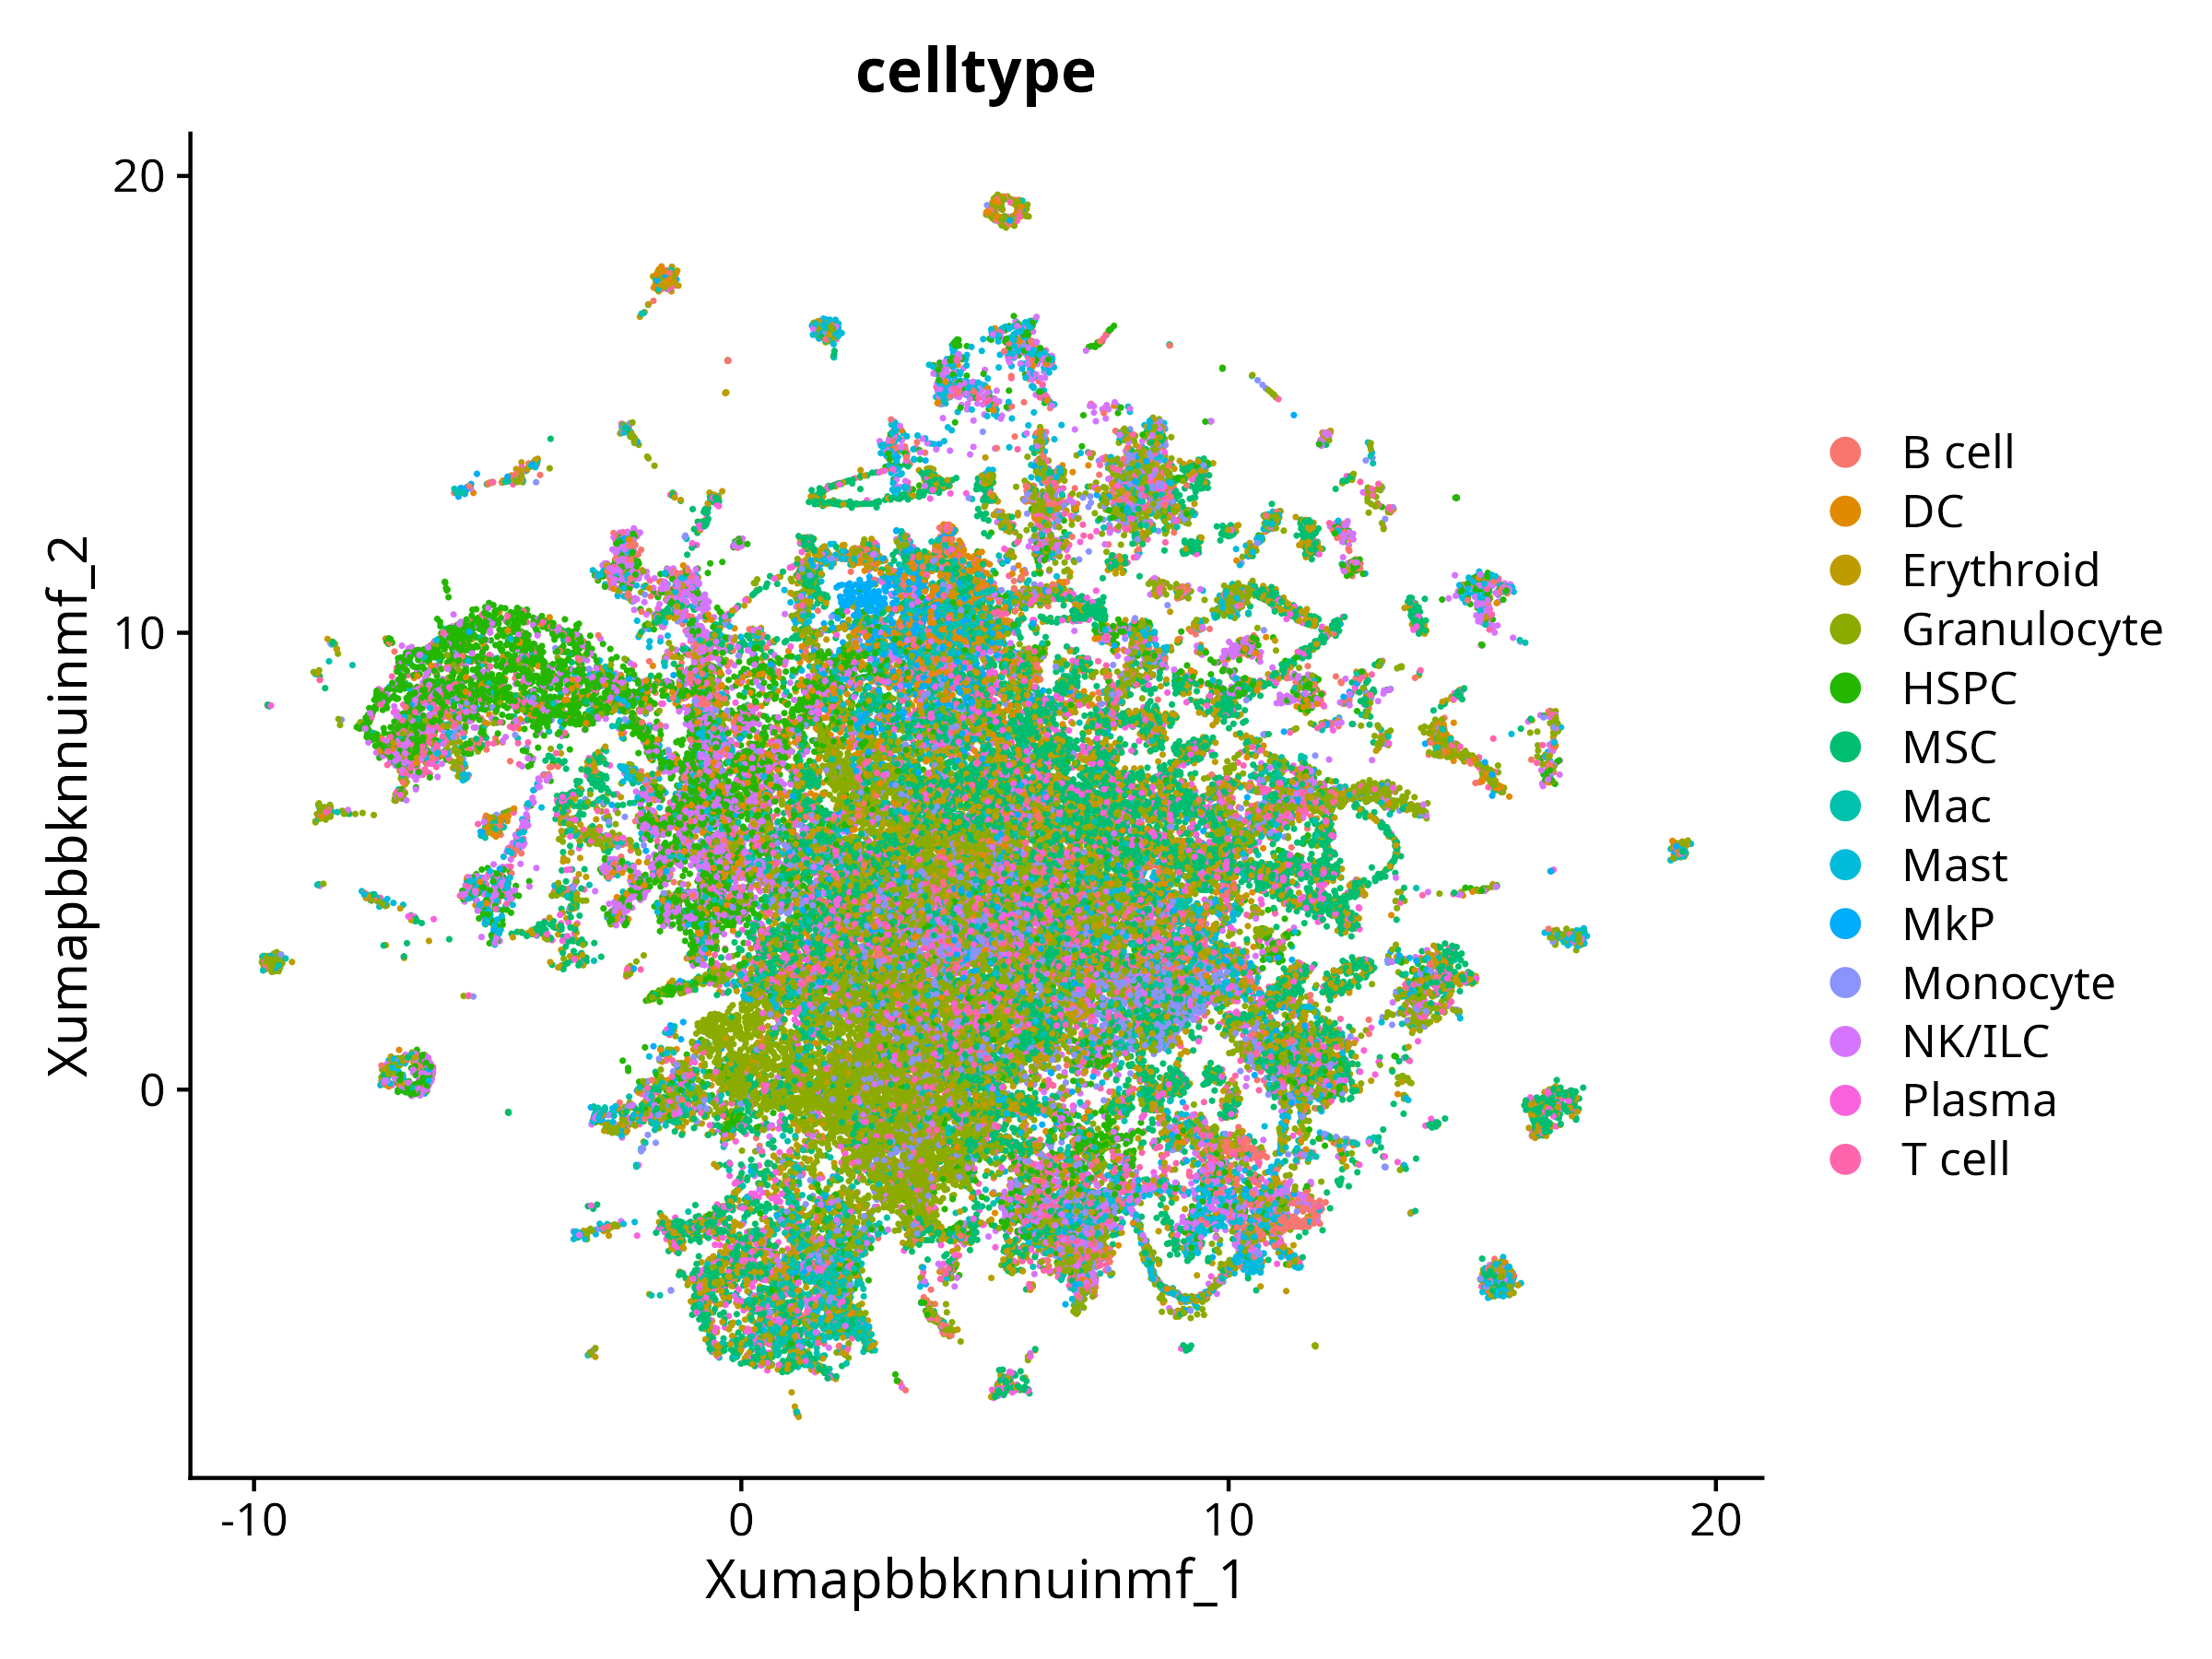 celltype
Xumapbbknnuinmf_2
20
10
0
-10
0
10
20
Xumapbbknnuinmf_1
B cell
DC
Erythroid
Granulocyte
HSPC
MSC
Mac
Mast
MkP
Monocyte
NK/ILC
Plasma
T cell